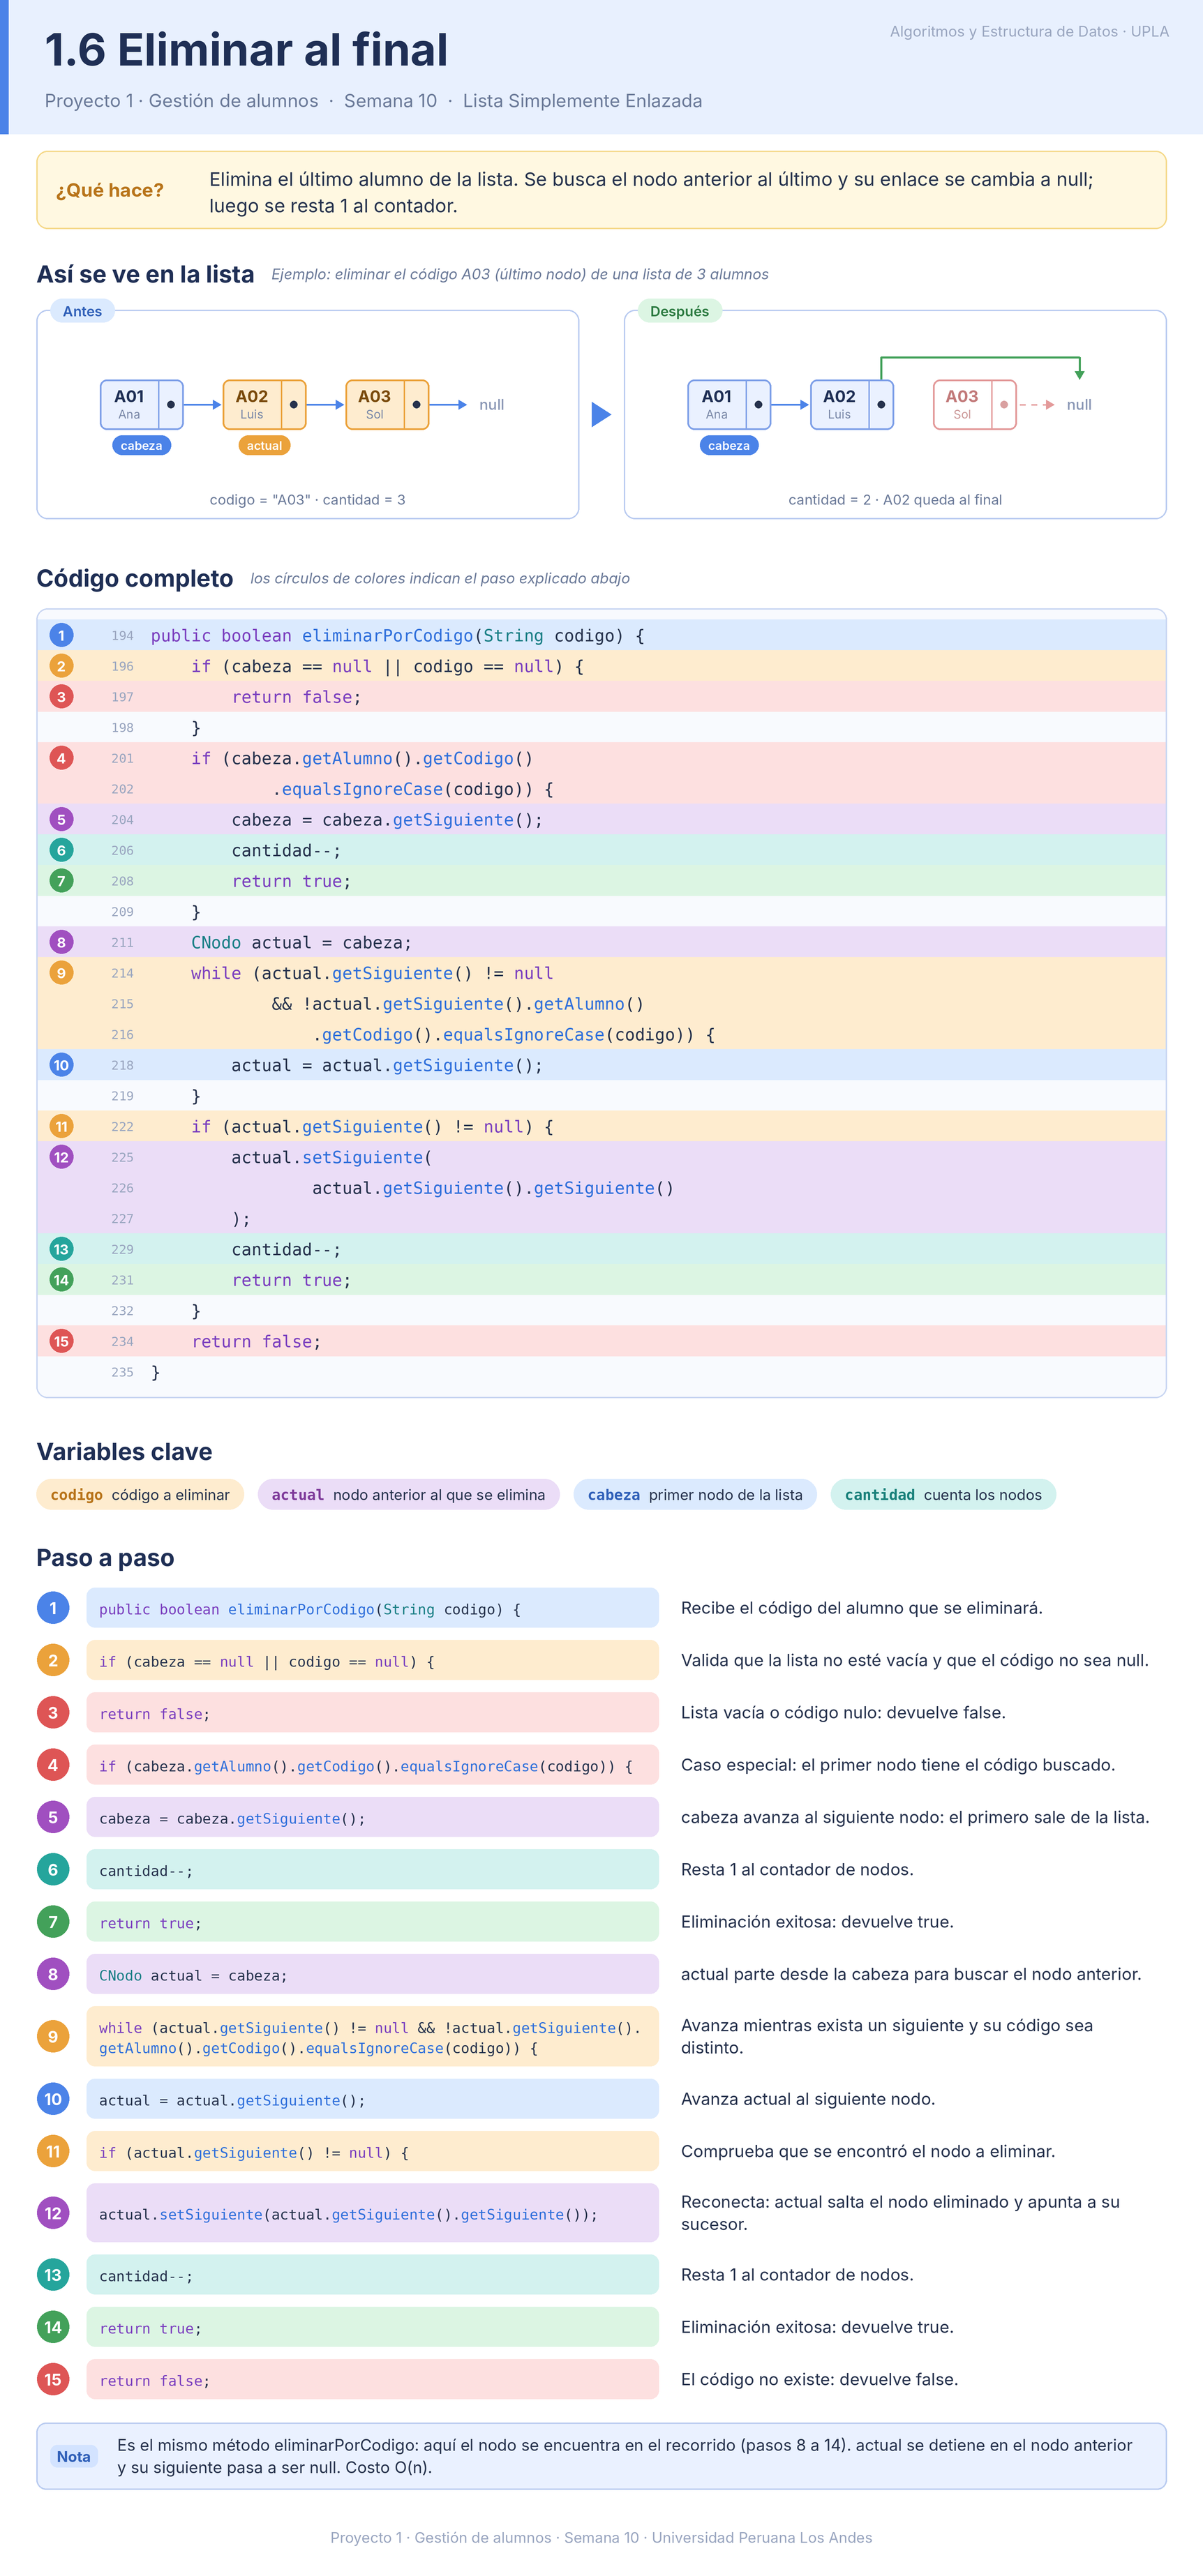 1.6 Eliminar al final
Algoritmos y Estructura de Datos · UPLA
Proyecto 1 · Gestión de alumnos · Semana 10 · Lista Simplemente Enlazada
¿Qué hace?
Elimina el último alumno de la lista. Se busca el nodo anterior al último y su enlace se cambia a null;
luego se resta 1 al contador.
Así se ve en la lista
Ejemplo: eliminar el código A03 (último nodo) de una lista de 3 alumnos
Antes
A01
Ana
A02
Luis
A03
Sol
null
cabeza
actual
codigo = "A03" · cantidad = 3
Después
A01
Ana
A02
Luis
A03
Sol
null
cabeza
cantidad = 2 · A02 queda al final
Código completo
los círculos de colores indican el paso explicado abajo
1 194 public boolean eliminarPorCodigo(String codigo) {
2 196 if (cabeza == null || codigo == null) {
3 197 return false;
198 }
4 201 if (cabeza.getAlumno().getCodigo()
202 .equalsIgnoreCase(codigo)) {
5 204 cabeza = cabeza.getSiguiente();
6 206 cantidad--;
7 208 return true;
209 }
8 211 CNodo actual = cabeza;
9 214 while (actual.getSiguiente() != null
215 && !actual.getSiguiente().getAlumno()
216 .getCodigo().equalsIgnoreCase(codigo)) {
10 218 actual = actual.getSiguiente();
219 }
11 222 if (actual.getSiguiente() != null) {
12 225 actual.setSiguiente(
226 actual.getSiguiente().getSiguiente()
227 );
13 229 cantidad--;
14 231 return true;
232 }
15 234 return false;
235 }
Variables clave
codigo código a eliminar
actual nodo anterior al que se elimina
cabeza primer nodo de la lista
cantidad cuenta los nodos
Paso a paso
1 public boolean eliminarPorCodigo(String codigo) {
Recibe el código del alumno que se eliminará.
2 if (cabeza == null || codigo == null) {
Valida que la lista no esté vacía y que el código no sea null.
3 return false;
Lista vacía o código nulo: devuelve false.
4 if (cabeza.getAlumno().getCodigo().equalsIgnoreCase(codigo)) {
Caso especial: el primer nodo tiene el código buscado.
5 cabeza = cabeza.getSiguiente();
cabeza avanza al siguiente nodo: el primero sale de la lista.
6 cantidad--;
Resta 1 al contador de nodos.
7 return true;
Eliminación exitosa: devuelve true.
8 CNodo actual = cabeza;
actual parte desde la cabeza para buscar el nodo anterior.
9 while (actual.getSiguiente() != null && !actual.getSiguiente().
getAlumno().getCodigo().equalsIgnoreCase(codigo)) {
Avanza mientras exista un siguiente y su código sea
distinto.
10 actual = actual.getSiguiente();
Avanza actual al siguiente nodo.
11 if (actual.getSiguiente() != null) {
Comprueba que se encontró el nodo a eliminar.
12 actual.setSiguiente(actual.getSiguiente().getSiguiente());
Reconecta: actual salta el nodo eliminado y apunta a su
sucesor.
13 cantidad--;
Resta 1 al contador de nodos.
14 return true;
Eliminación exitosa: devuelve true.
15 return false;
El código no existe: devuelve false.
Nota
Es el mismo método eliminarPorCodigo: aquí el nodo se encuentra en el recorrido (pasos 8 a 14). actual se detiene en el nodo anterior
y su siguiente pasa a ser null. Costo O(n).
Proyecto 1 · Gestión de alumnos · Semana 10 · Universidad Peruana Los Andes